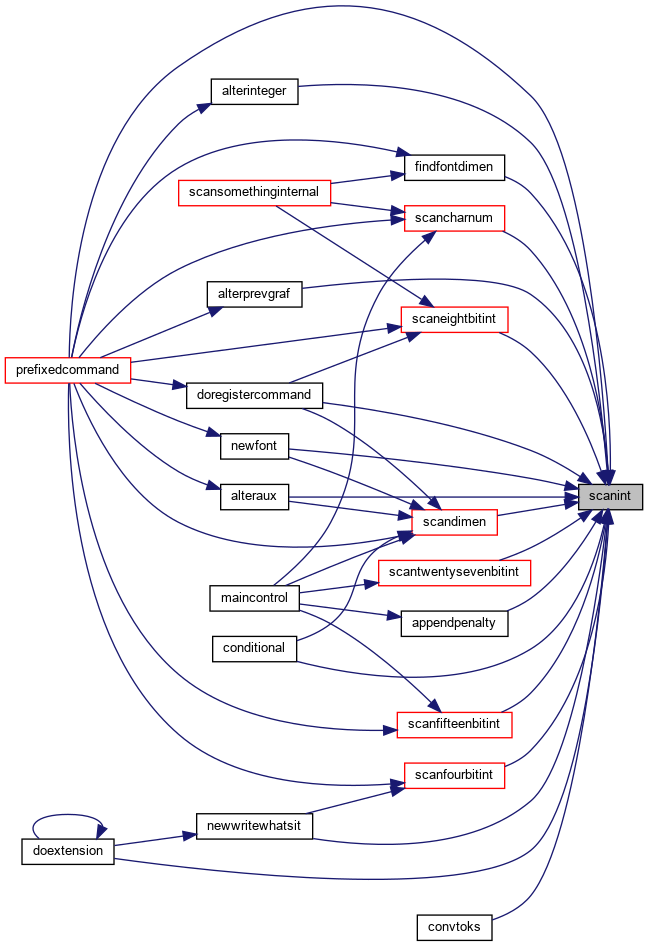 alterinteger
findfontdimen
scansomethinginternal
scancharnum
alterprevgraf
scaneightbitint
prefixedcommand
doregistercommand
newfont
alteraux
scanint
scandimen
scantwentysevenbitint
maincontrol
appendpenalty
conditional
scanfifteenbitint
scanfourbitint
newwritewhatsit
doextension
convtoks